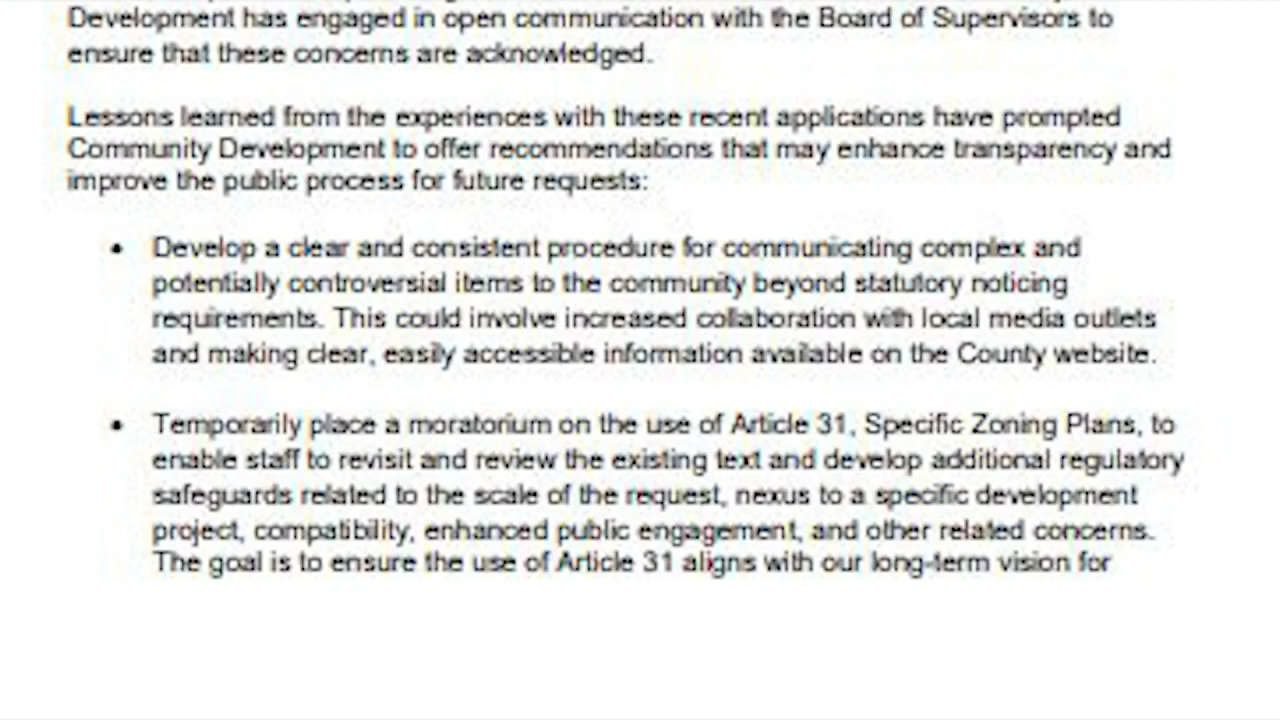 Development has engaged in open communication with the Board of Supervisors to
ensure that these concerns are acknowledged.
Lessons learned from the experiences with these recent applications have prompted
Community Development to offer recommendations that may enhance transparency and
improve the public process for future requests:
• Develop a clear and consistent procedure for communicating complex and
potentially controversial items to the community beyond statutory noticing
requirements. This could involve increased collaboration with local media outlets
and making clear, easily accessible information available on the County website.
• Temporarily place a moratorium on the use of Article 31, Specific Zoning Plans, to
enable staff to revisit and review the existing text and develop additional regulatory
safeguards related to the scale of the request, nexus to a specific development
project, compatibility, enhanced public engagement, and other related concerns.
The goal is to ensure the use of Article 31 aligns with our long-term vision for